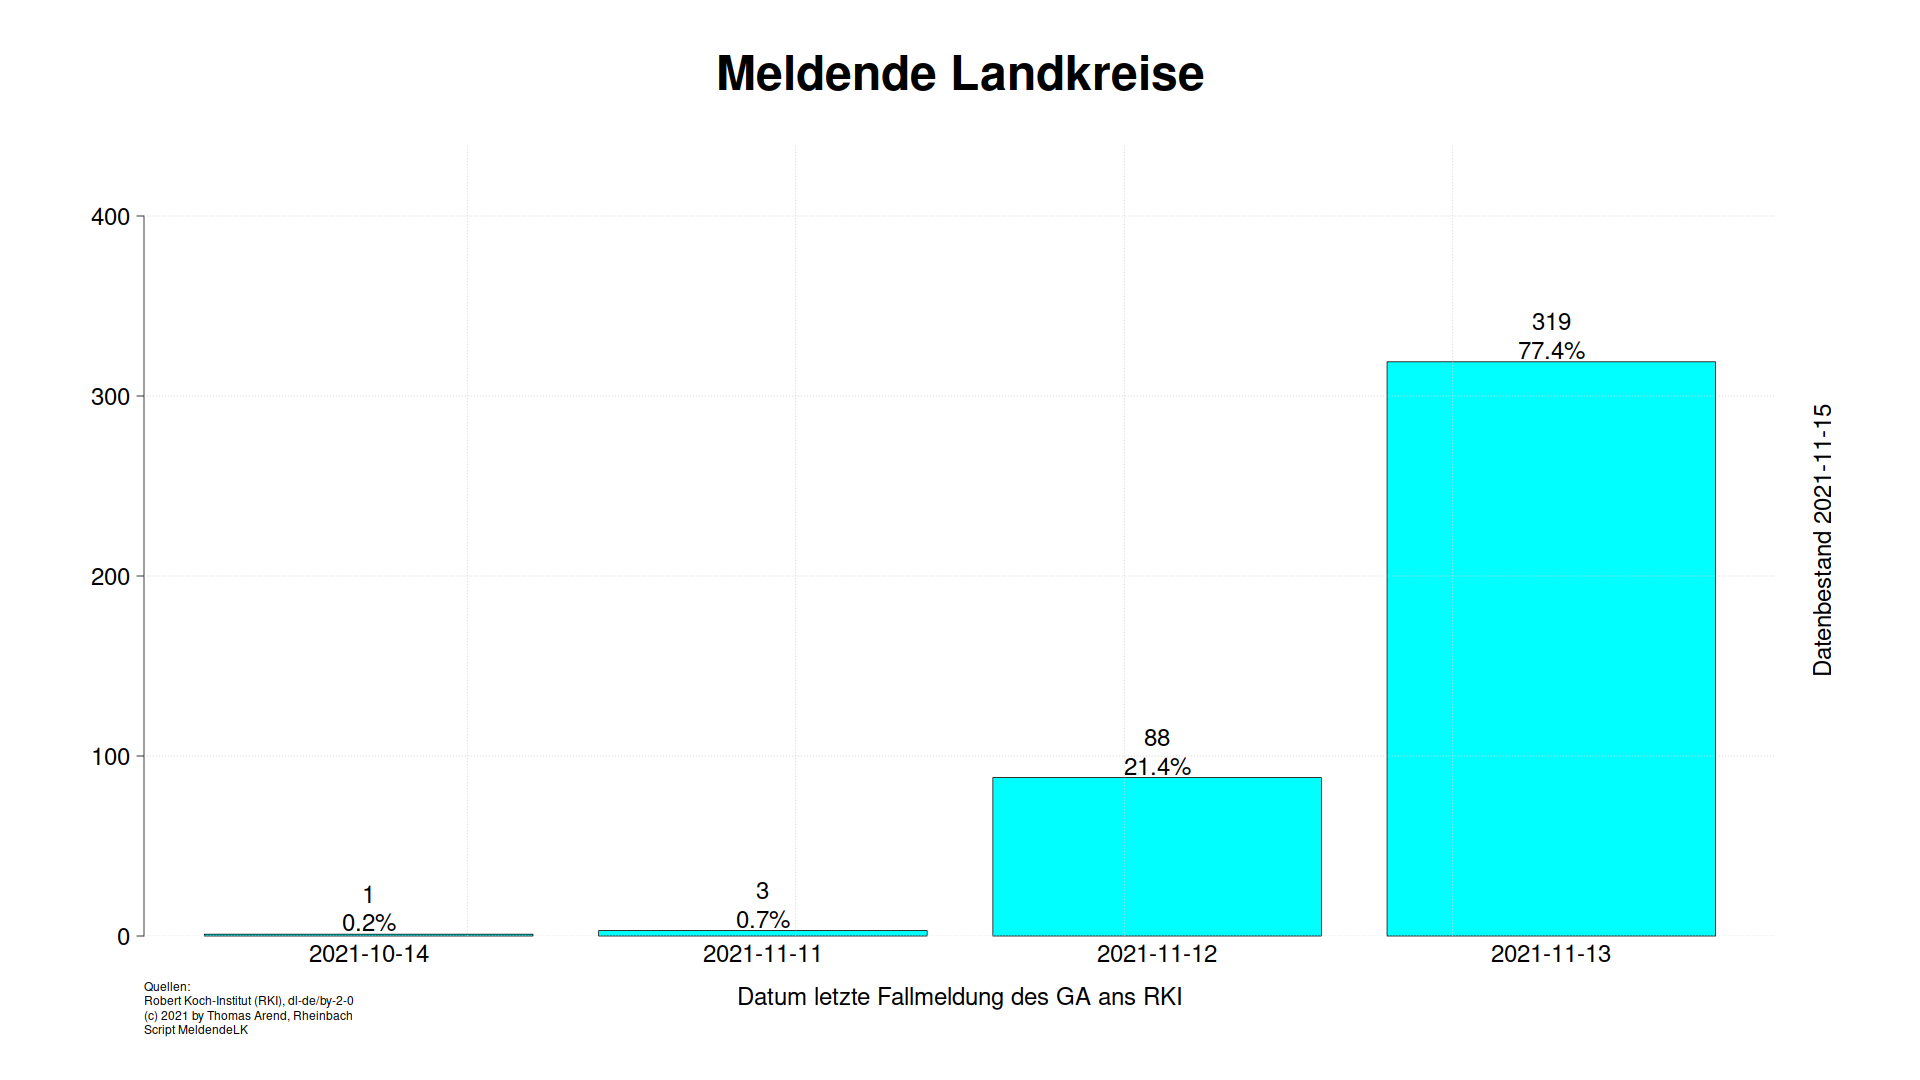 Meldende Landkreise
400
300
200
100
0
1
0.2%
3
0.7%
88
21.4%
319
77.4%
2021-10-14
2021-11-11
2021-11-12
2021-11-13
Datum letzte Fallmeldung des GA ans RKI
Datenbestand 2021-11-15
Quellen:
Robert Koch-Institut (RKI), dl-de/by-2-0
(c) 2021 by Thomas Arend, Rheinbach
Script MeldendeLK